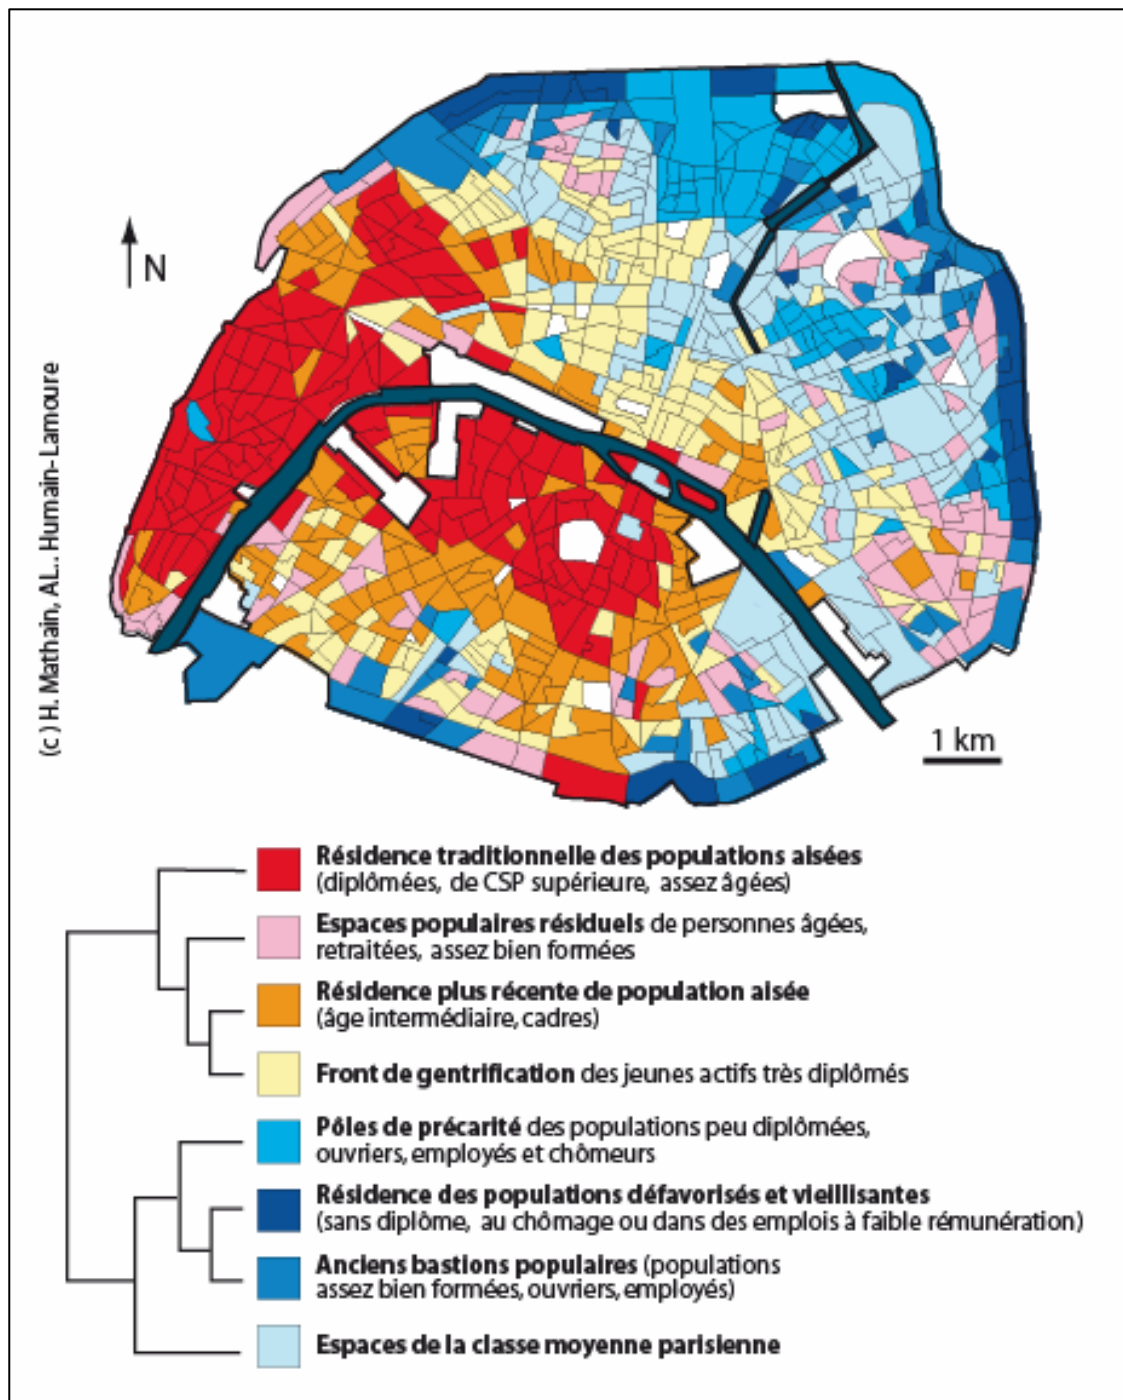 N
(c) H. Mathain, AL.. Humain-Lamoure
1 km
Résidence traditionnelle des populations aisées
(diplômées, de CSP supérieure, assez âgées)
Espaces populaires résiduels de personnes âgées,
retraitées, assez bien formées
Résidence plus récente de population aisée
(âge intermédiaire, cadres)
Front de gentrification des jeunes actifs très diplômés
Pôles de précarité des populations peu diplômées,
ouvriers, employés et chômeurs
Résidence des populations défavorisés et vieillisantes
(sans diplôme, au chômage ou dans des emplois à faible rémunération)
Anciens bastions populaires (populations
assez bien formées, ouvriers, employés)
Espaces de la classe moyenne parisienne